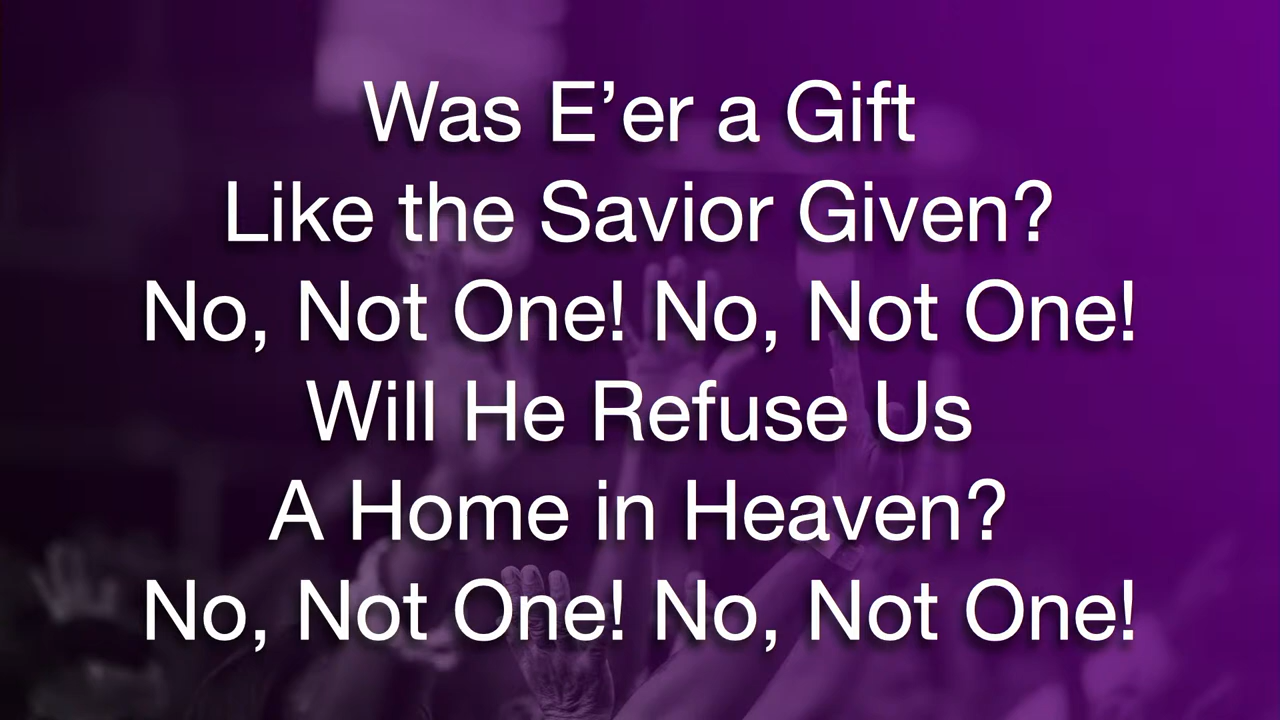 Was E’er a Gift
Like the Savior Given?
No, Not One! No, Not One!
Will He Refuse Us
A Home in Heaven?
No, Not One! No, Not One!